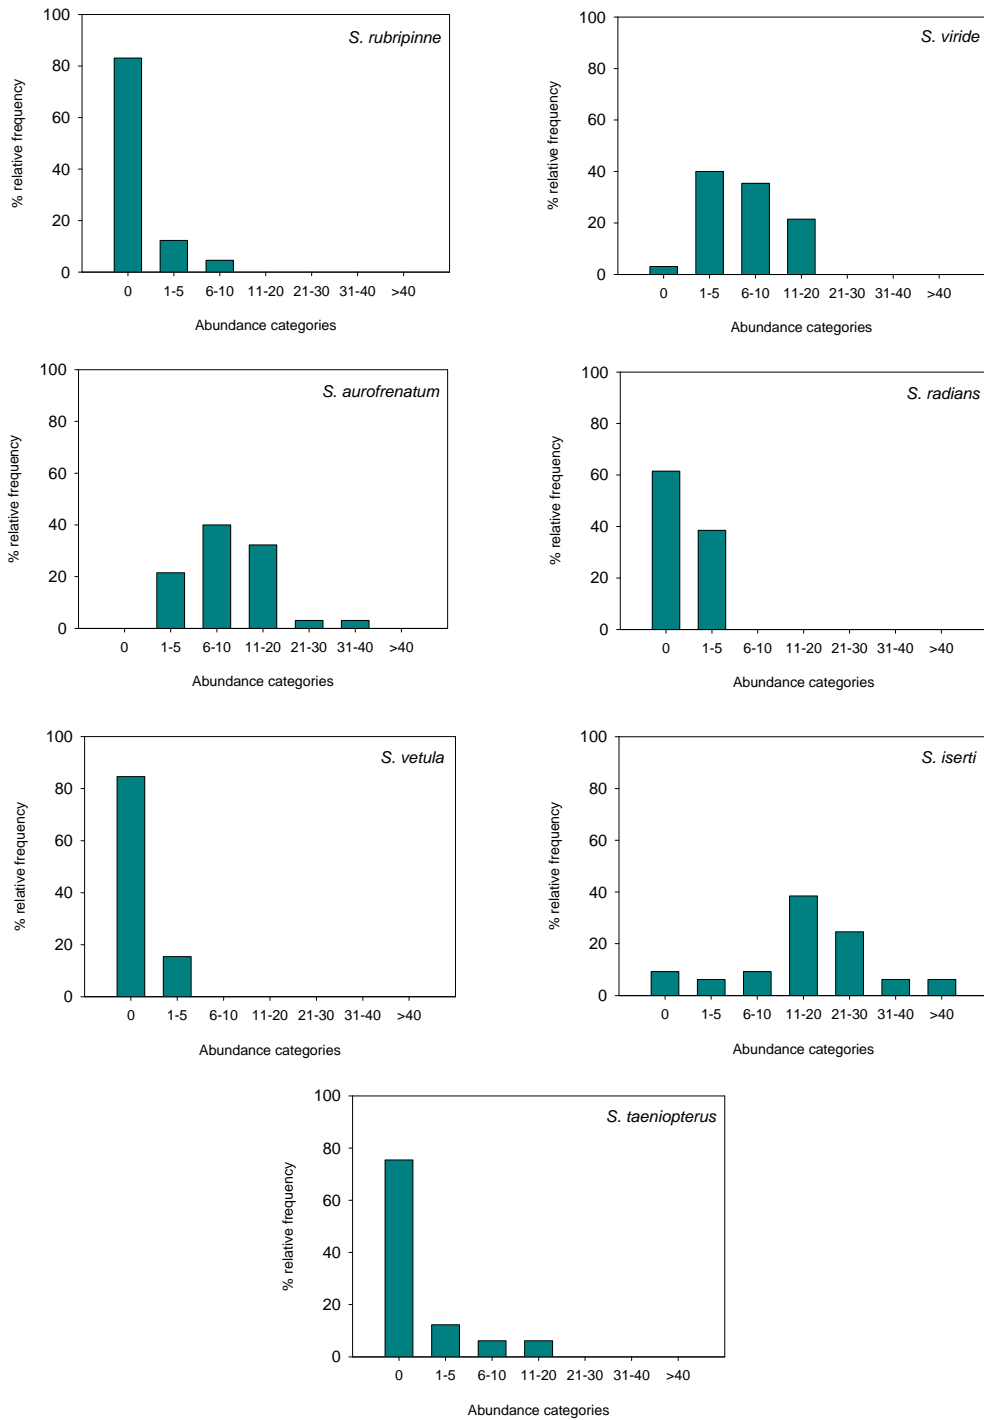 S. rubripinne
% relative frequency
100
80
60
40
20
0
0 1-5 6-10 11-20 21-30 31-40 >40
Abundance categories
S. viride
% relative frequency
100
80
60
40
20
0
0 1-5 6-10 11-20 21-30 31-40 >40
Abundance categories
S. aurofrenatum
% relative frequency
100
80
60
40
20
0
0 1-5 6-10 11-20 21-30 31-40 >40
Abundance categories
S. radians
% relative frequency
100
80
60
40
20
0
0 1-5 6-10 11-20 21-30 31-40 >40
Abundance categories
S. vetula
% relative frequency
100
80
60
40
20
0
0 1-5 6-10 11-20 21-30 31-40 >40
Abundance categories
S. iserti
% relative frequency
100
80
60
40
20
0
0 1-5 6-10 11-20 21-30 31-40 >40
Abundance categories
S. taeniopterus
% relative frequency
100
80
60
40
20
0
0 1-5 6-10 11-20 21-30 31-40 >40
Abundance categories